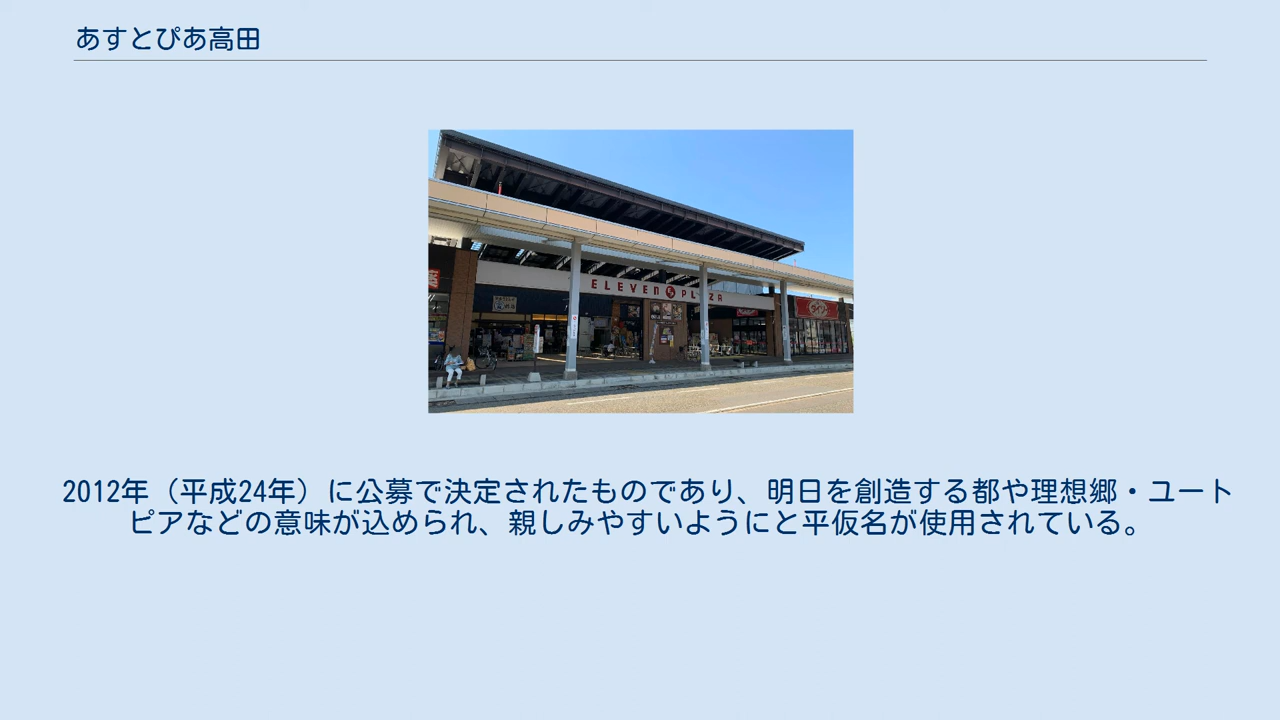 あすとぴあ高田
ELEVEN PLAZA
2012年（平成24年）に公募で決定されたものであり、明日を創造する都や理想郷・ユート
ピアなどの意味が込められ、親しみやすいようにと平仮名が使用されている。